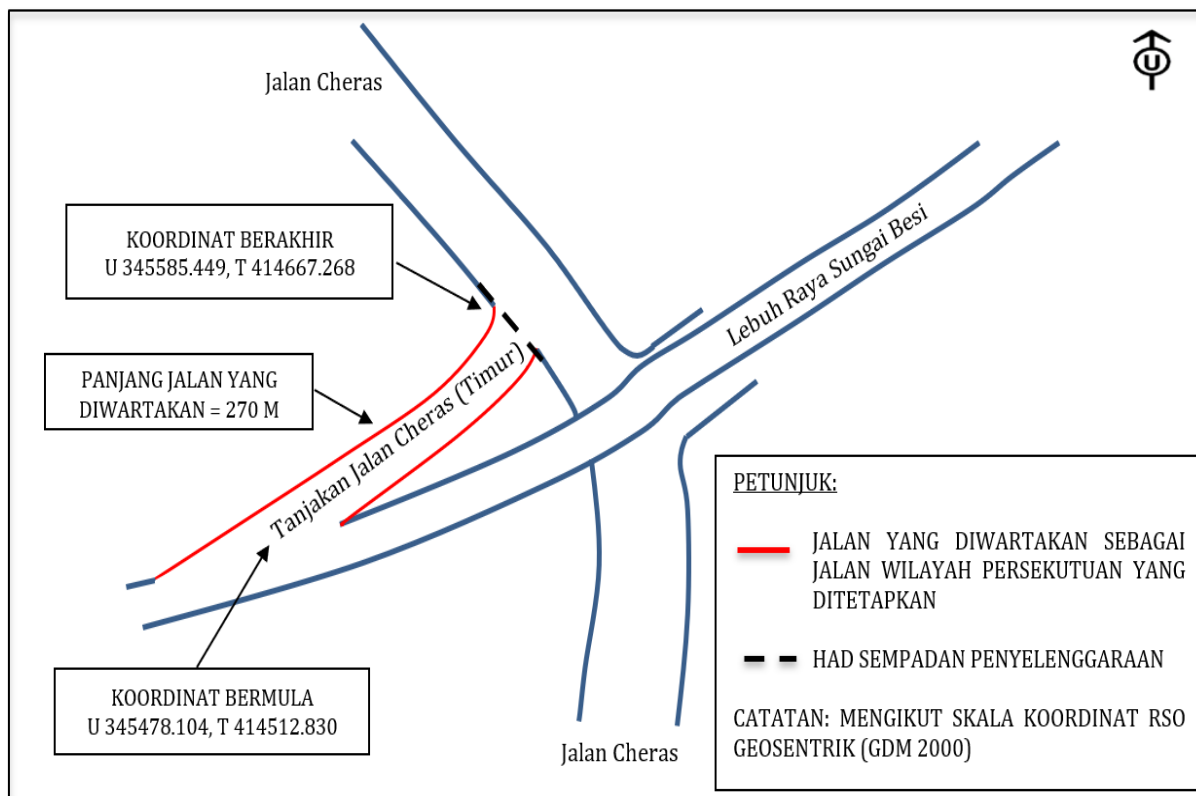 Jalan Cheras
U
KOORDINAT BERAKHIR
U 345585.449, T 414667.268
Lebuh Raya Sungai Besi
PANJANG JALAN YANG
DIWARTAKAN = 270 M
Tanjakan Jalan Cheras (Timur)
KOORDINAT BERMULA
U 345478.104, T 414512.830
Jalan Cheras
PETUNJUK:
JALAN YANG DIWARTAKAN SEBAGAI
JALAN WILAYAH PERSEKUTUAN YANG
DITETAPKAN
HAD SEMPADAN PENYELENGGARAAN
CATATAN: MENGIKUT SKALA KOORDINAT RSO
GEOSENTRIK (GDM 2000)